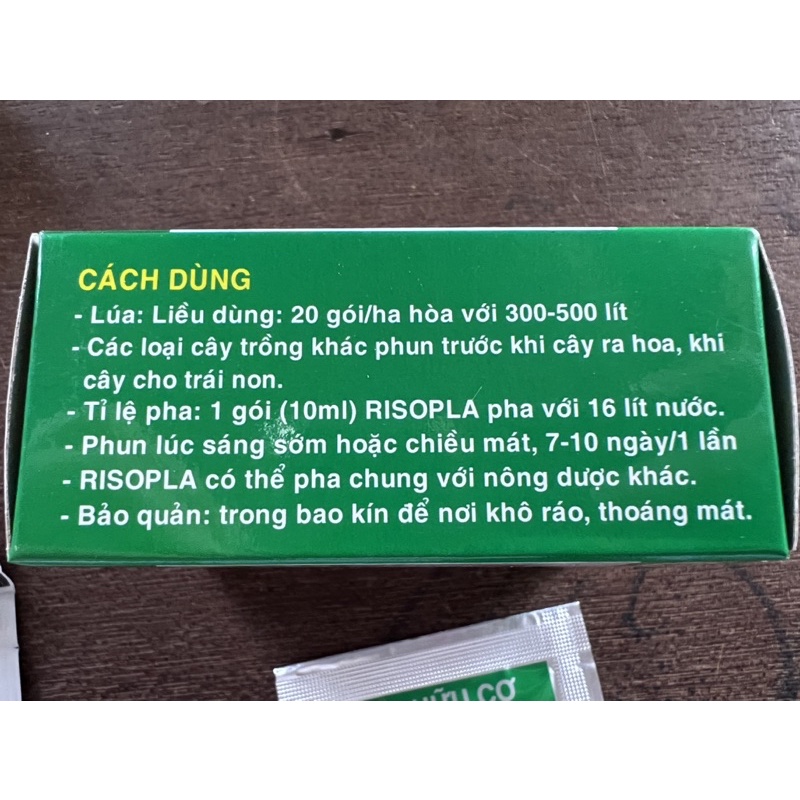 CÁCH DÙNG
- Lúa: Liều dùng: 20 gói/ha hòa với 300-500 lít
- Các loại cây trồng khác phun trước khi cây ra hoa, khi
cây cho trái non.
- Tỉ lệ pha: 1 gói (10ml) RISOPLA pha với 16 lít nước.
- Phun lúc sáng sớm hoặc chiều mát, 7-10 ngày/1 lần
- RISOPLA có thể pha chung với nông dược khác.
- Bảo quản: trong bao kín để nơi khô ráo, thoáng mát.
CƠ